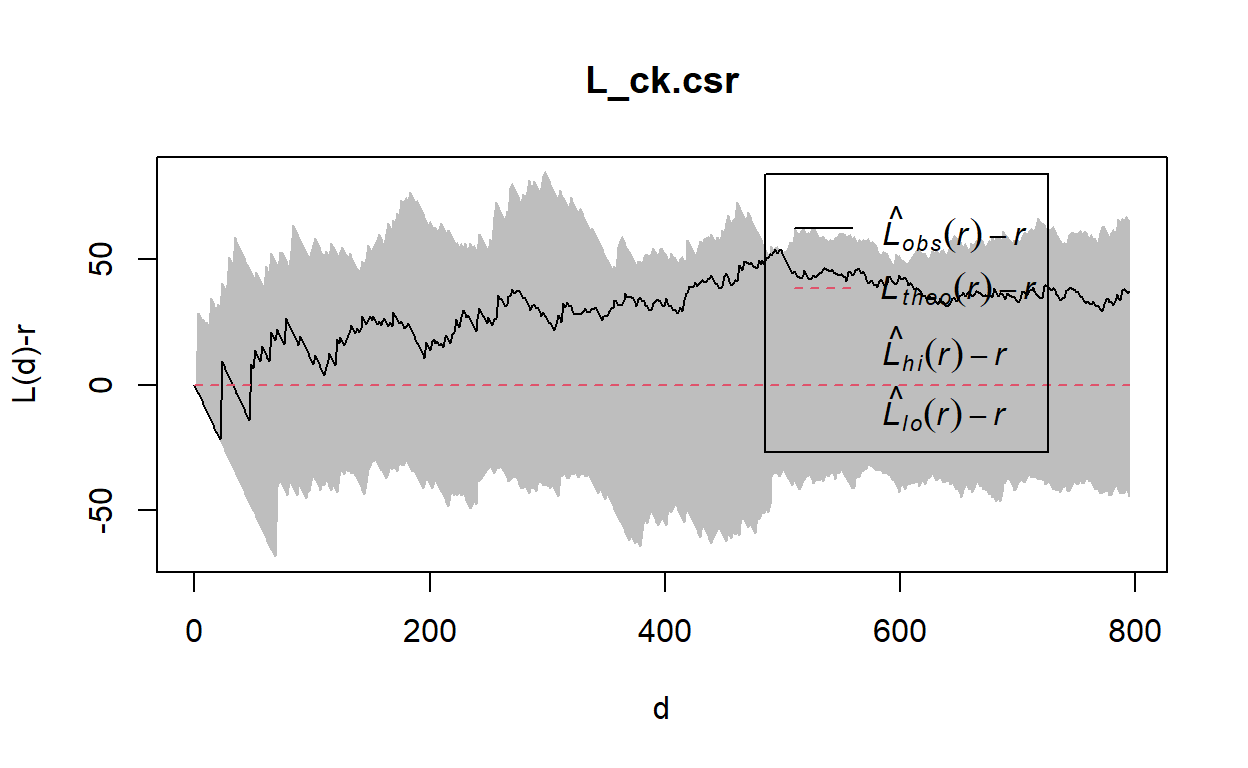 L_ck.csr
L(d)-r
50
0
-50
L̂obs(r) − r
Ltheo(r) − r
L̂hi(r) − r
L̂lo(r) − r
0 200 400 600 800
d